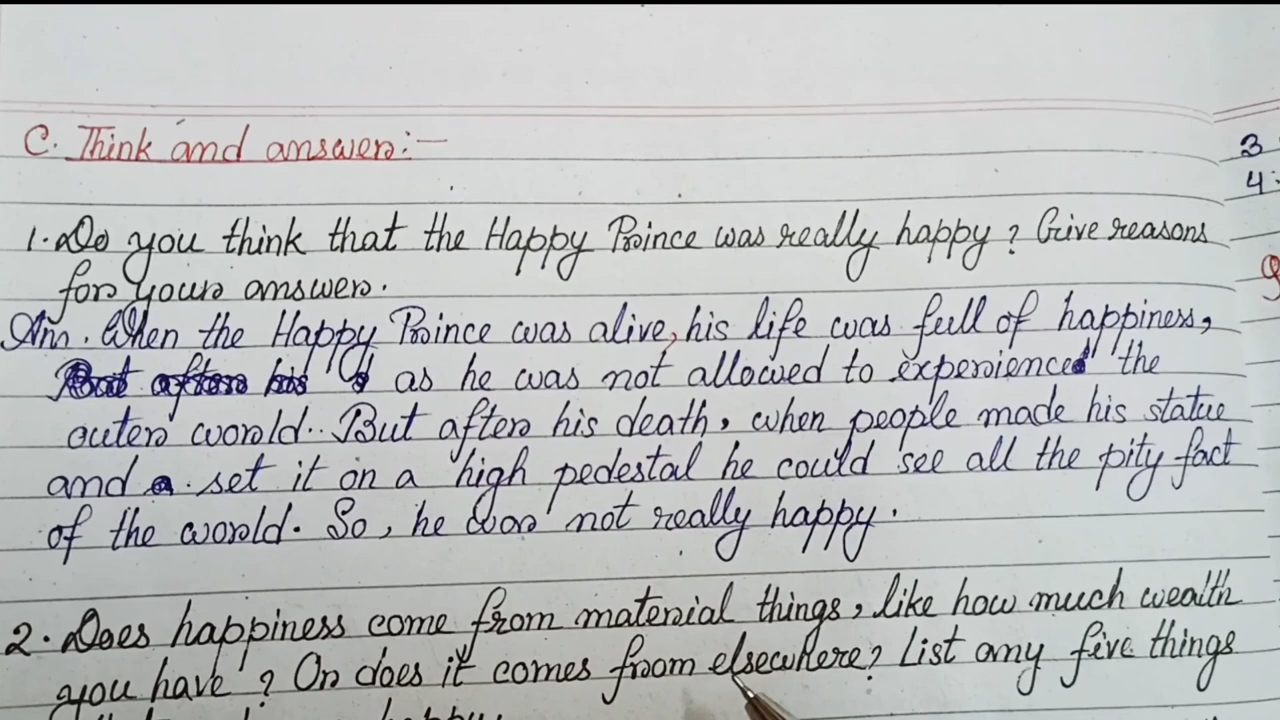 C. Think and answer:-
3
4.
1. Do you think that the Happy Prince was really happy? Give reasons
for your answer.
Ans. When the Happy Prince was alive, his life was full of happiness,
as he was not allowed to experience the
outer world. But after his death, when people made his statue
and set it on a high pedestal he could see all the pity fact
of the world. So, he was not really happy.
2. Does happiness come from material things, like how much wealth
you have? Or does it comes from elsewhere? List any five things
happy